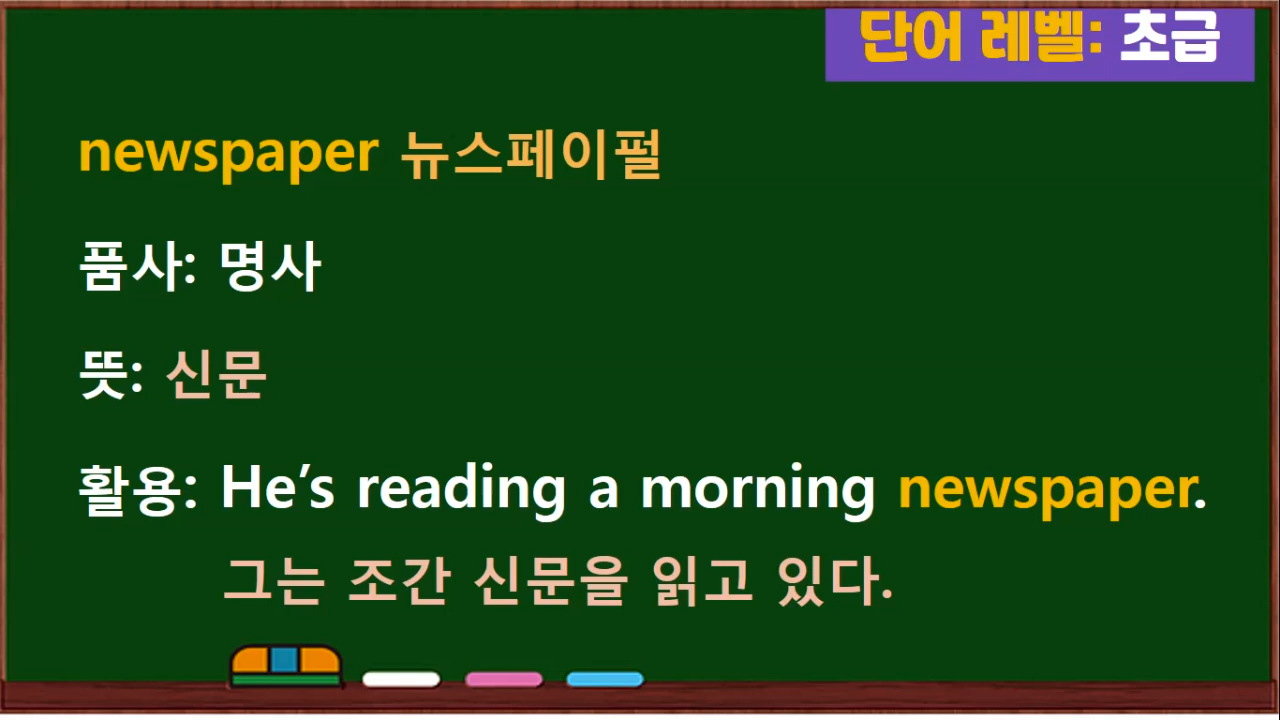 단어 레벨: 초급
newspaper 뉴스페이펄
품사: 명사
뜻: 신문
활용: He’s reading a morning newspaper.
그는 조간 신문을 읽고 있다.